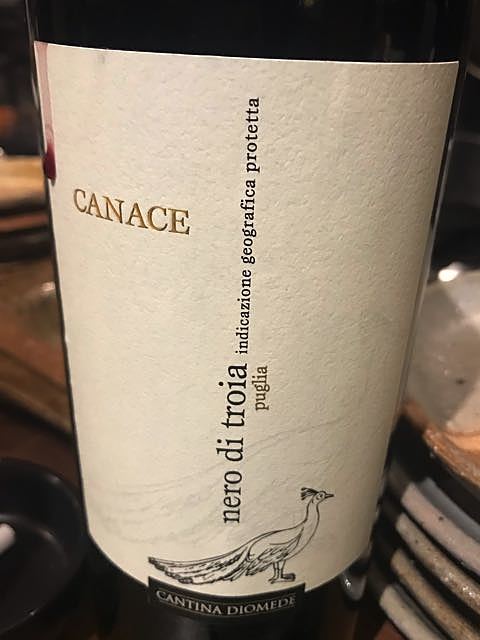 CANACE
nero di troia indicazione geografica protetta
puglia
CANTINA DIOMEDE